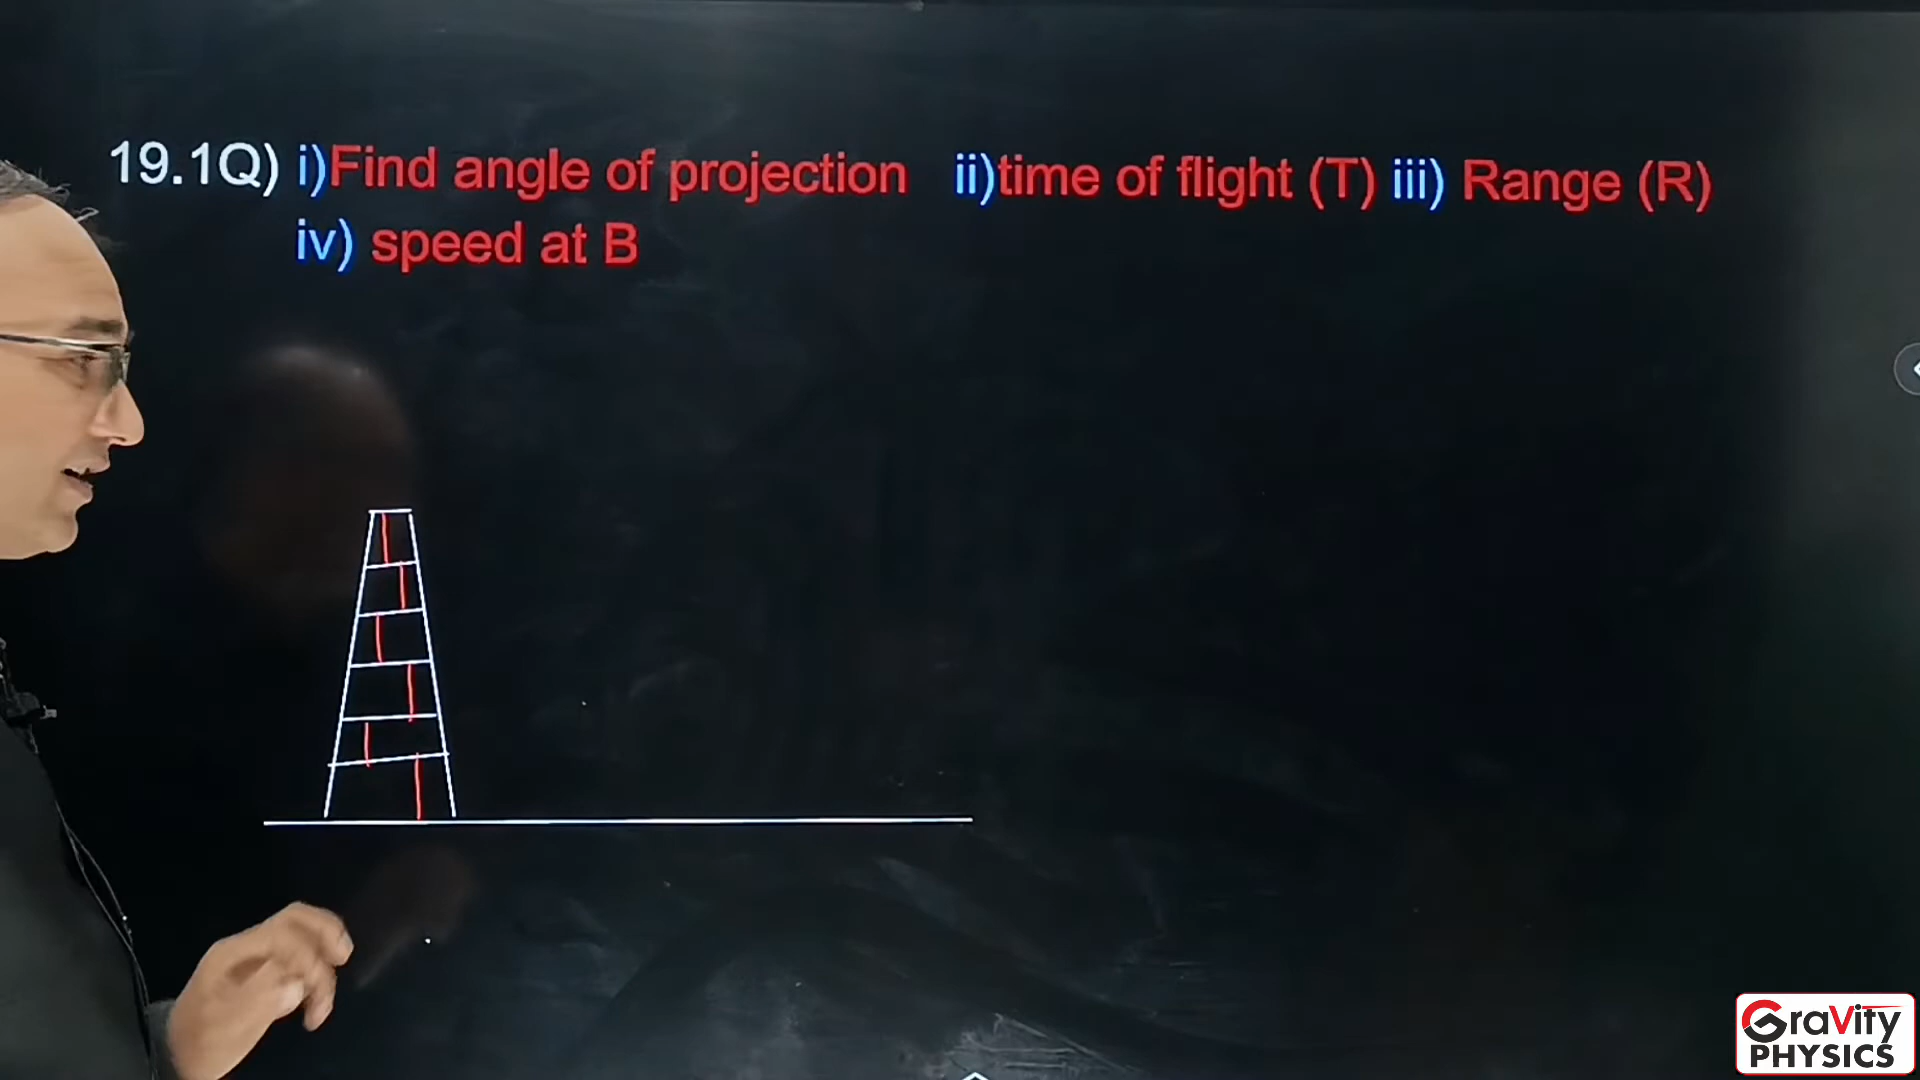 19.1Q) i)Find angle of projection ii)time of flight (T) iii) Range (R)
iv) speed at B
GraVity
PHYSICS